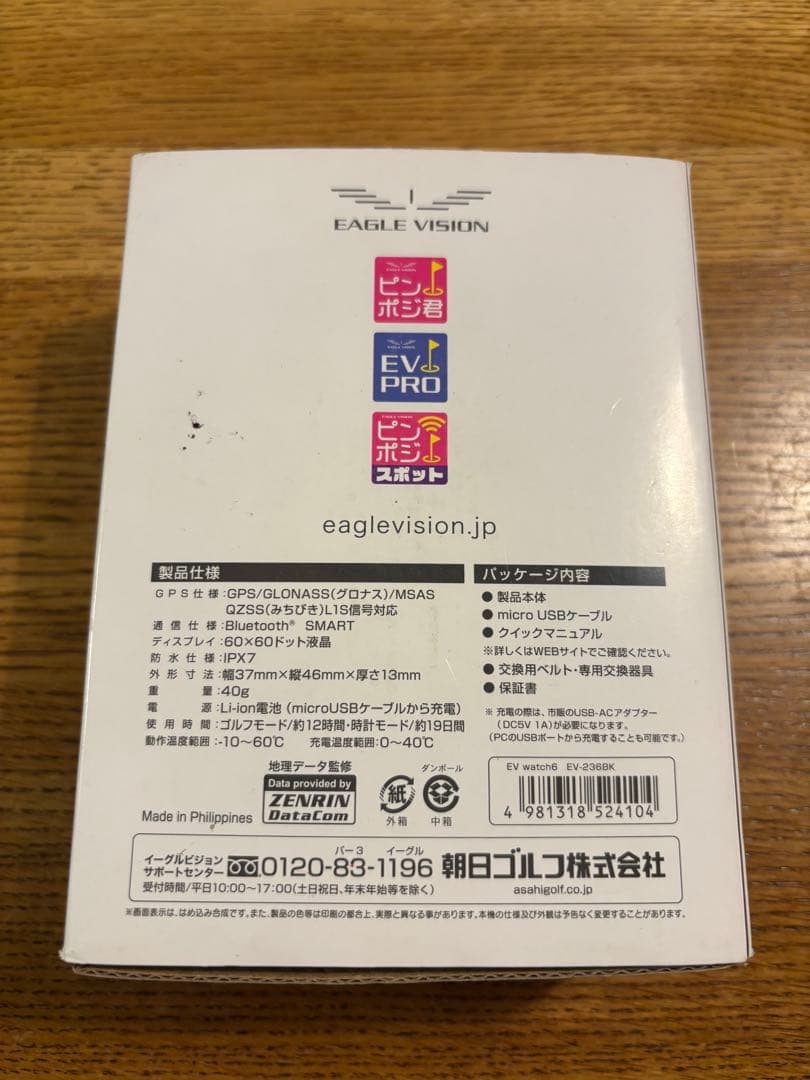 EAGLE VISION
ピン
ポジ君
EV
PRO
ピン
ポジ
スポット
eaglevision.jp
製品仕様
GPS仕様:GPS/GLONASS(グロナス)/MSAS
QZSS(みちびき)L1S信号対応
通信仕様:Bluetooth® SMART
ディスプレイ:60×60ドット液晶
防水仕様:IPX7
外形寸法:幅37mm×縦46mm×厚さ13mm
重量:40g
電源:Li-ion電池(microUSBケーブルから充電)
使用時間:ゴルフモード/約12時間・時計モード/約19日間
動作温度範囲:-10~60℃ 充電温度範囲:0~40℃
パッケージ内容
● 製品本体
● micro USBケーブル
● クイックマニュアル
※詳しくはWEBサイトでご確認ください。
● 交換用ベルト・専用交換器具
● 保証書
※ 充電の際は、市販のUSB-ACアダプター
(DC5V 1A)が必要になります。
(PCのUSBポートから充電することも可能です。)
Made in Philippines
地理データ監修
Data provided by
ZENRIN
DataCom
紙
外箱
ダンボール
中箱
EV watch6 EV-236BK
4 981318 524104
イーグルビジョン
サポートセンター
バー3 イーグル
0120-83-1196
受付時間/平日10:00~17:00(土日祝日、年末年始等を除く)
朝日ゴルフ株式会社
asahigolf.co.jp
※画面表示は、はめ込み合成です。また、製品の色等は印刷の都合上、実際と異なる事があります。本機の仕様及び外観は予告なく変更することがあります。